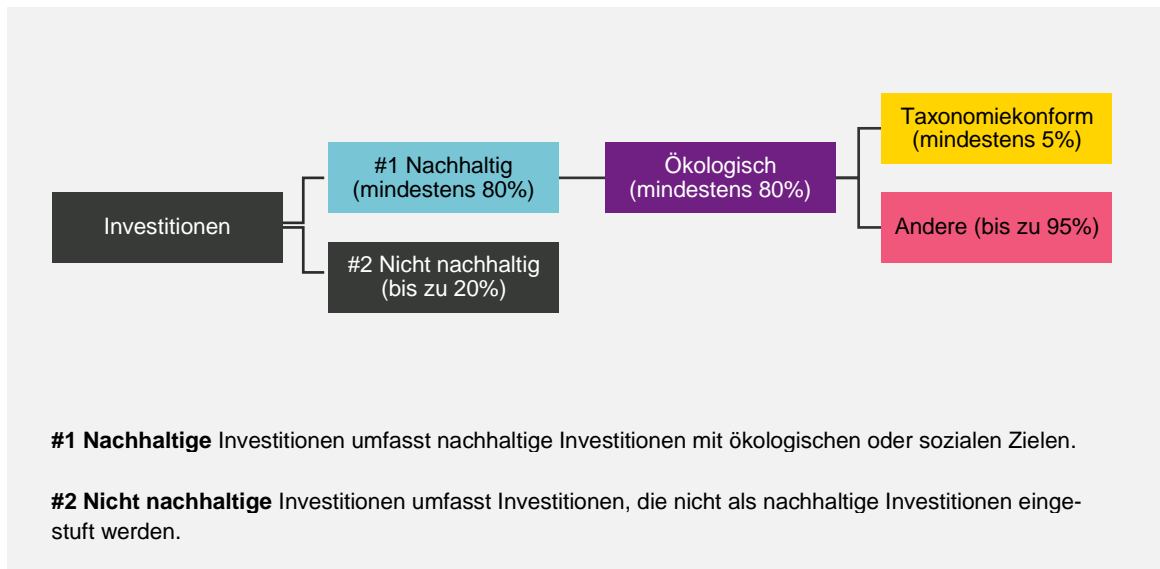 Taxonomiekonform
(mindestens 5%)
#1 Nachhaltig
(mindestens 80%)
Ökologisch
(mindestens 80%)
Investitionen
Andere (bis zu 95%)
#2 Nicht nachhaltig
(bis zu 20%)
#1 Nachhaltige Investitionen umfasst nachhaltige Investitionen mit ökologischen oder sozialen Zielen.
#2 Nicht nachhaltige Investitionen umfasst Investitionen, die nicht als nachhaltige Investitionen einge-
stuft werden.